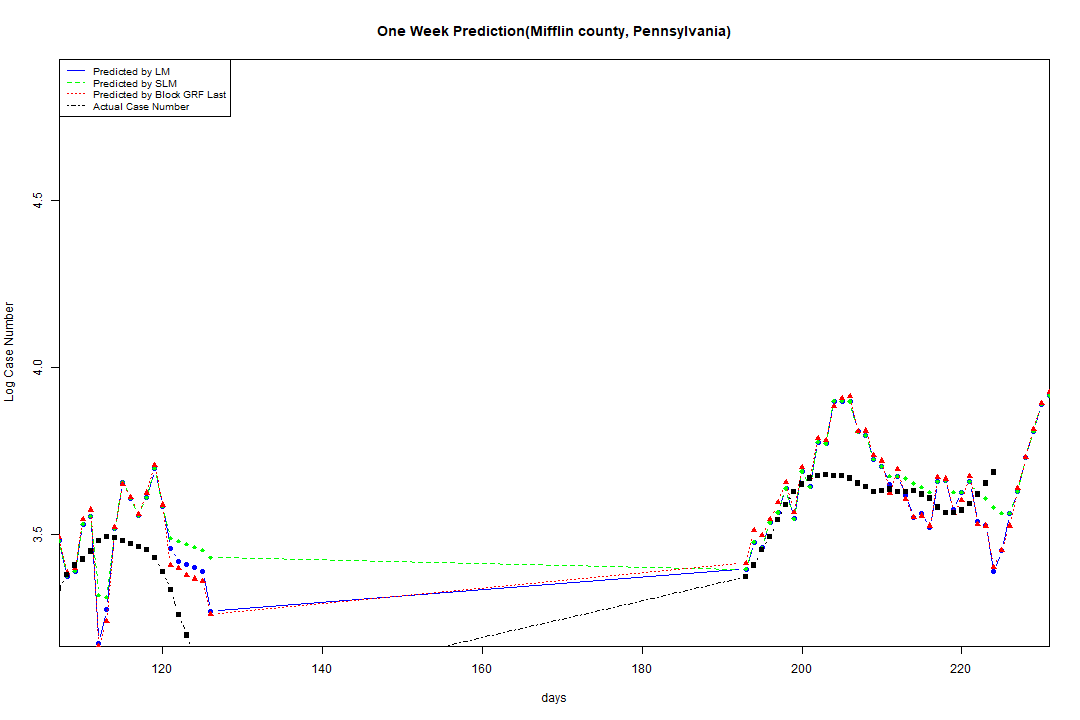 One Week Prediction(Mifflin county, Pennsylvania)
Predicted by LM
Predicted by SLM
Predicted by Block GRF Last
Actual Case Number
4.5
4.0
3.5
Log Case Number
120 140 160 180 200 220
days